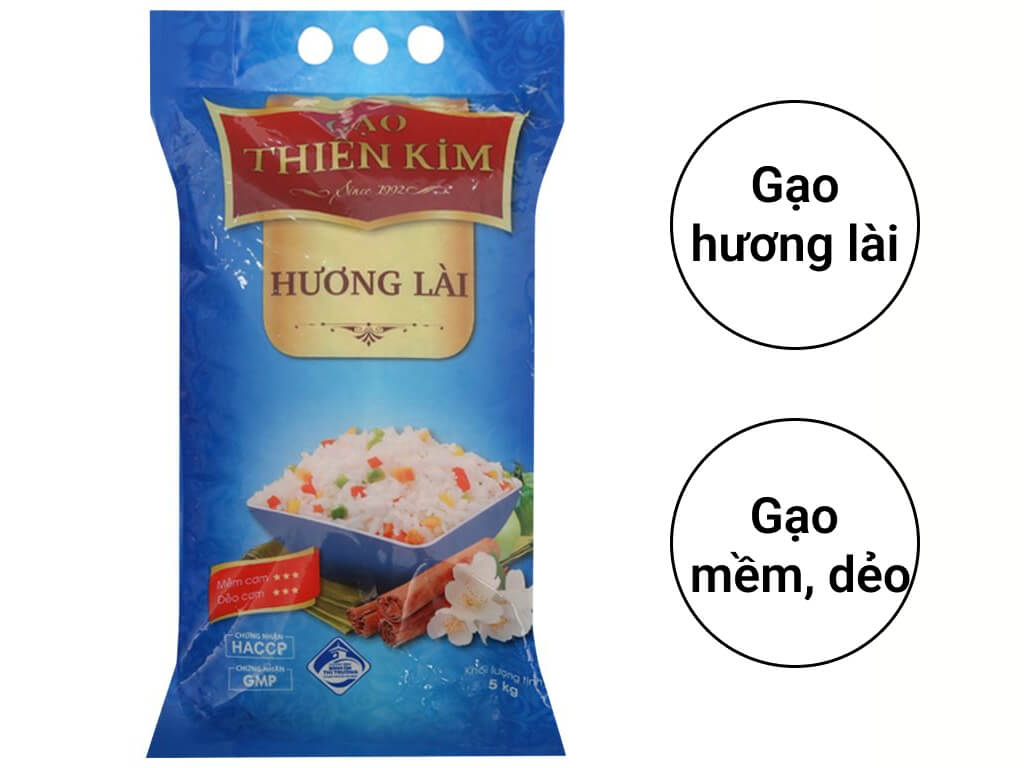 GẠO
THIÊN KIM
Since 1992
HƯƠNG LÀI
Mềm cơm ★★★
Dẻo cơm ★★★
CHỨNG NHẬN
HACCP
CHỨNG NHẬN
GMP
Khối lượng tịnh
5 kg
Gạo
hương lài
Gạo
mềm, dẻo